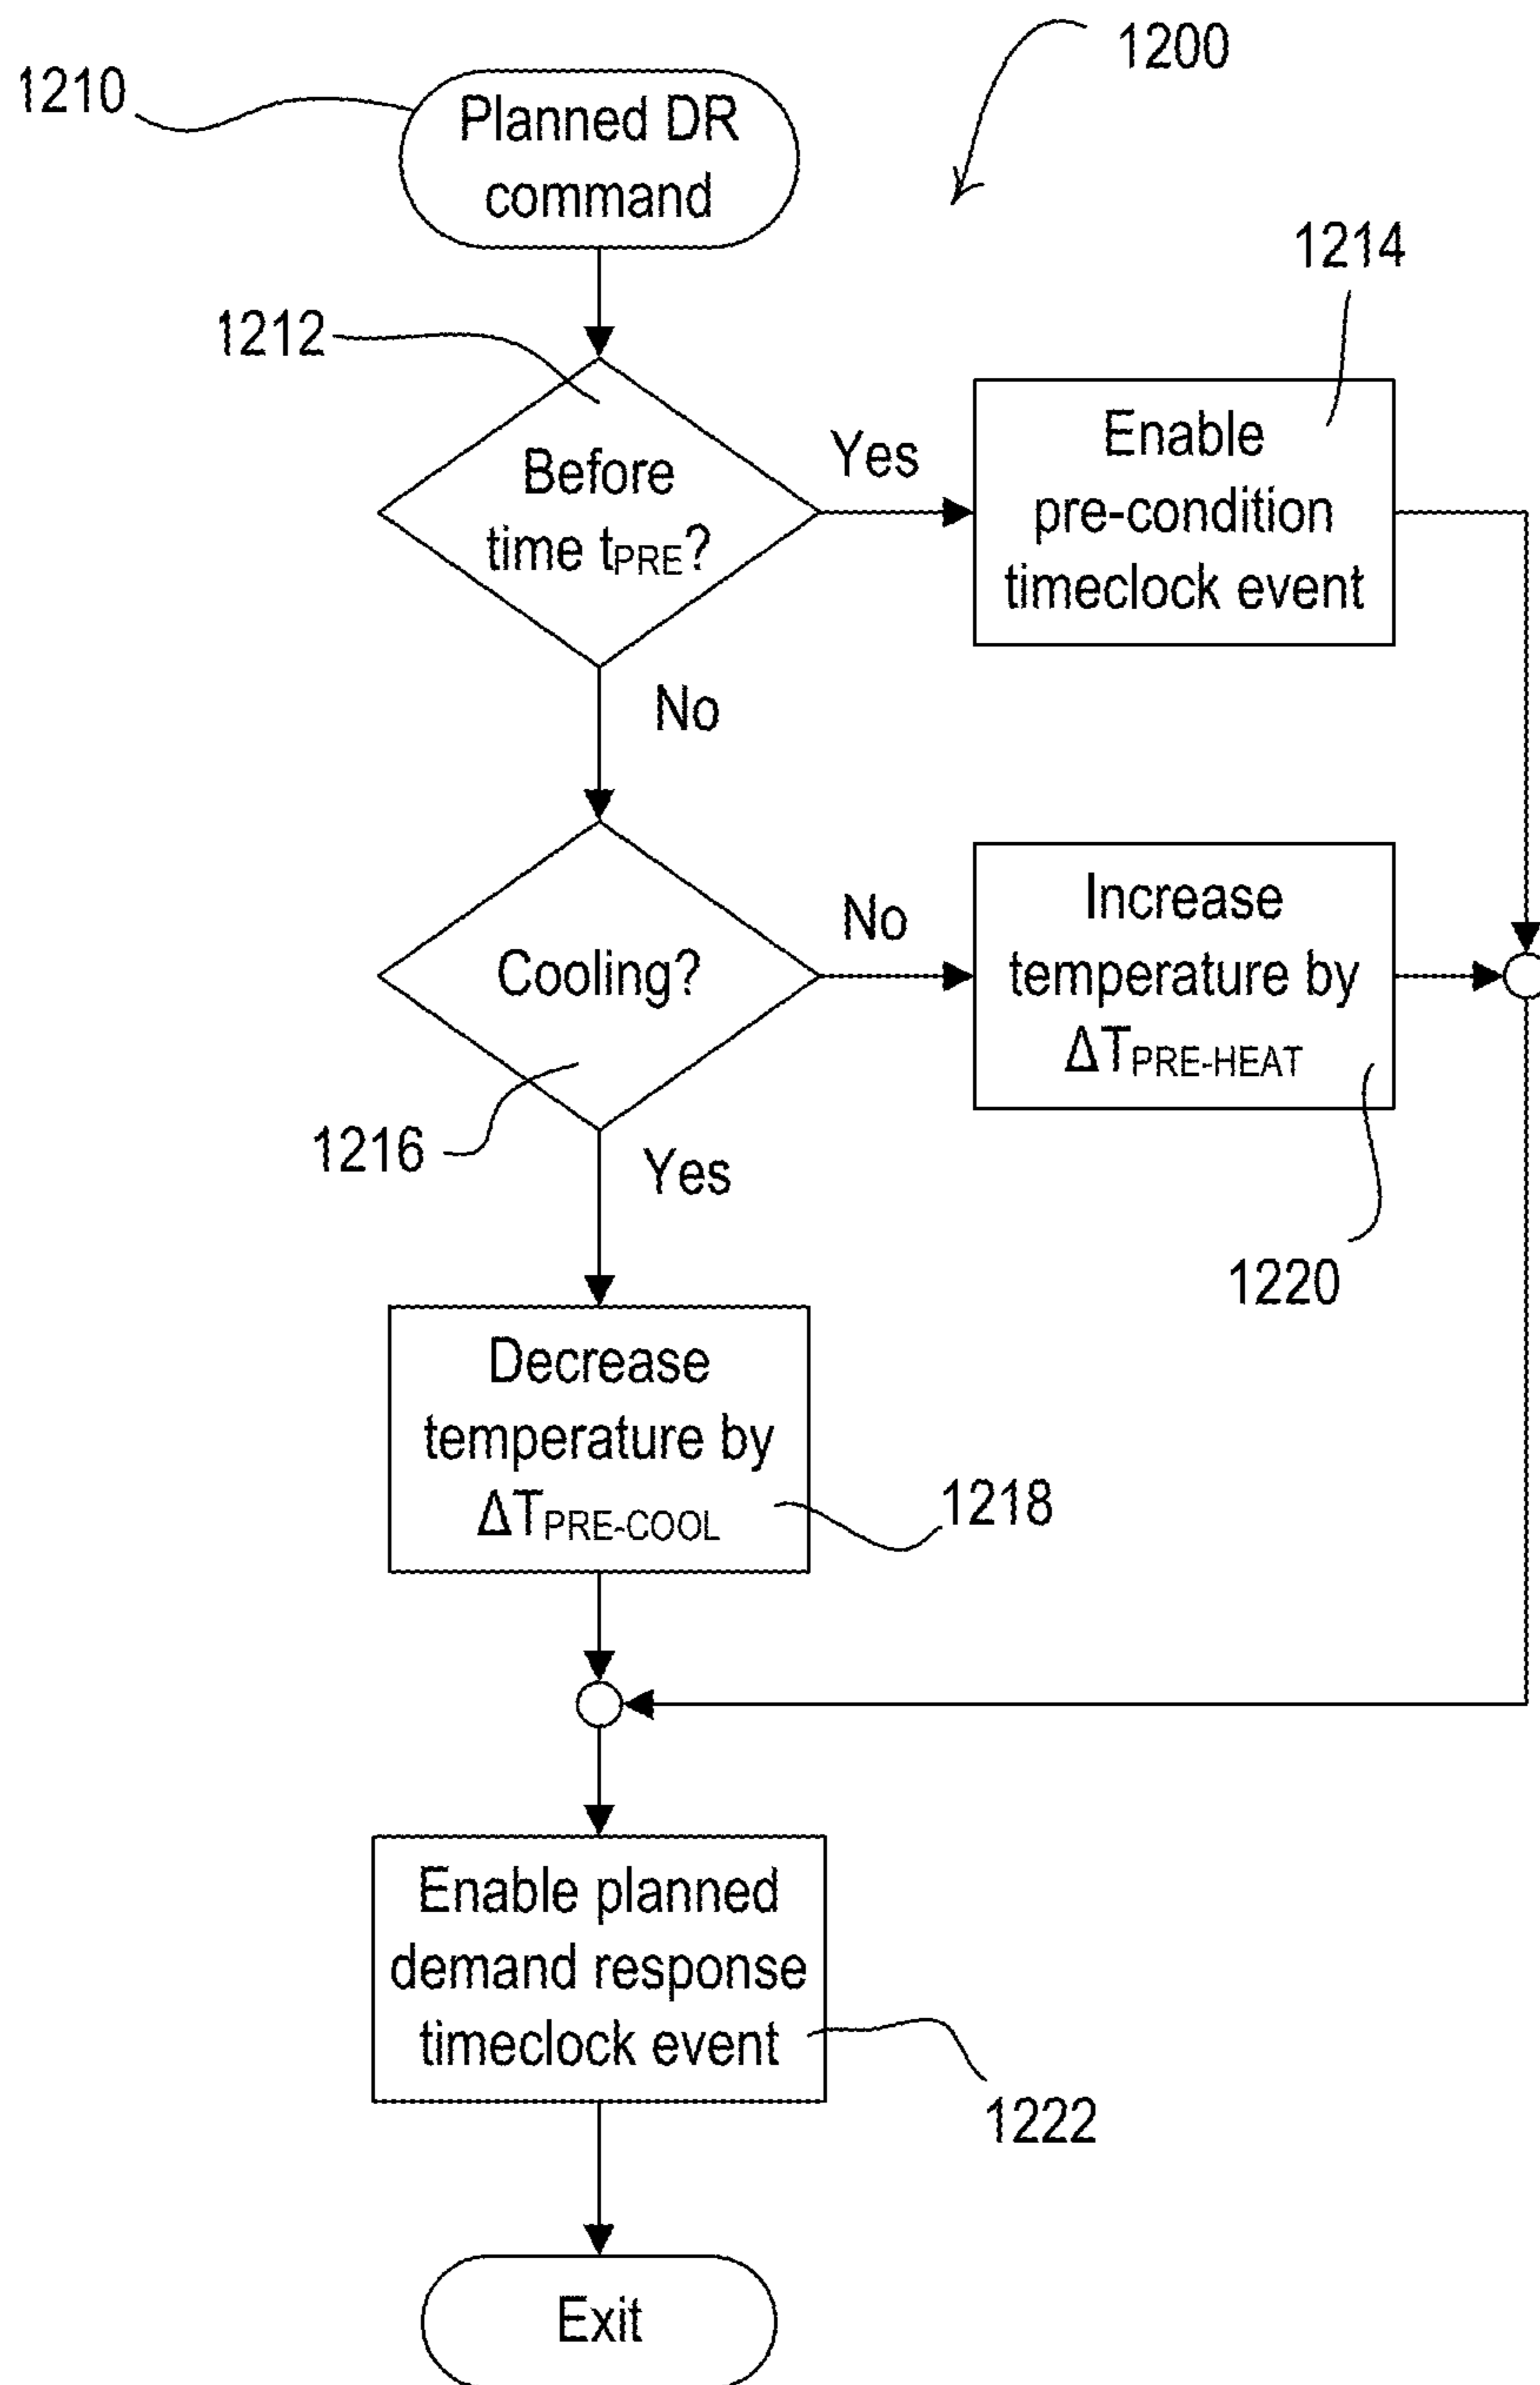 1200
1210
Planned DR
command
1214
1212
Before
time tPRE?
Yes
Enable
pre-condition
timeclock event
No
Cooling?
No
Increase
temperature by
ΔTPRE-HEAT
1216
Yes
1220
Decrease
temperature by
ΔTPRE-COOL
1218
Enable planned
demand response
timeclock event
1222
Exit